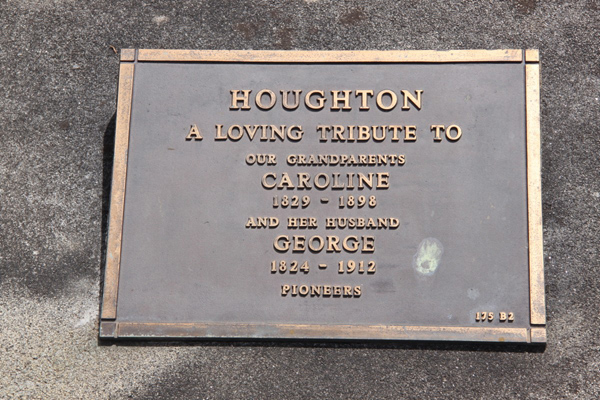 HOUGHTON
A LOVING TRIBUTE TO
OUR GRANDPARENTS
CAROLINE
1829 - 1898
AND HER HUSBAND
GEORGE
1824 - 1912
PIONEERS
175 B2